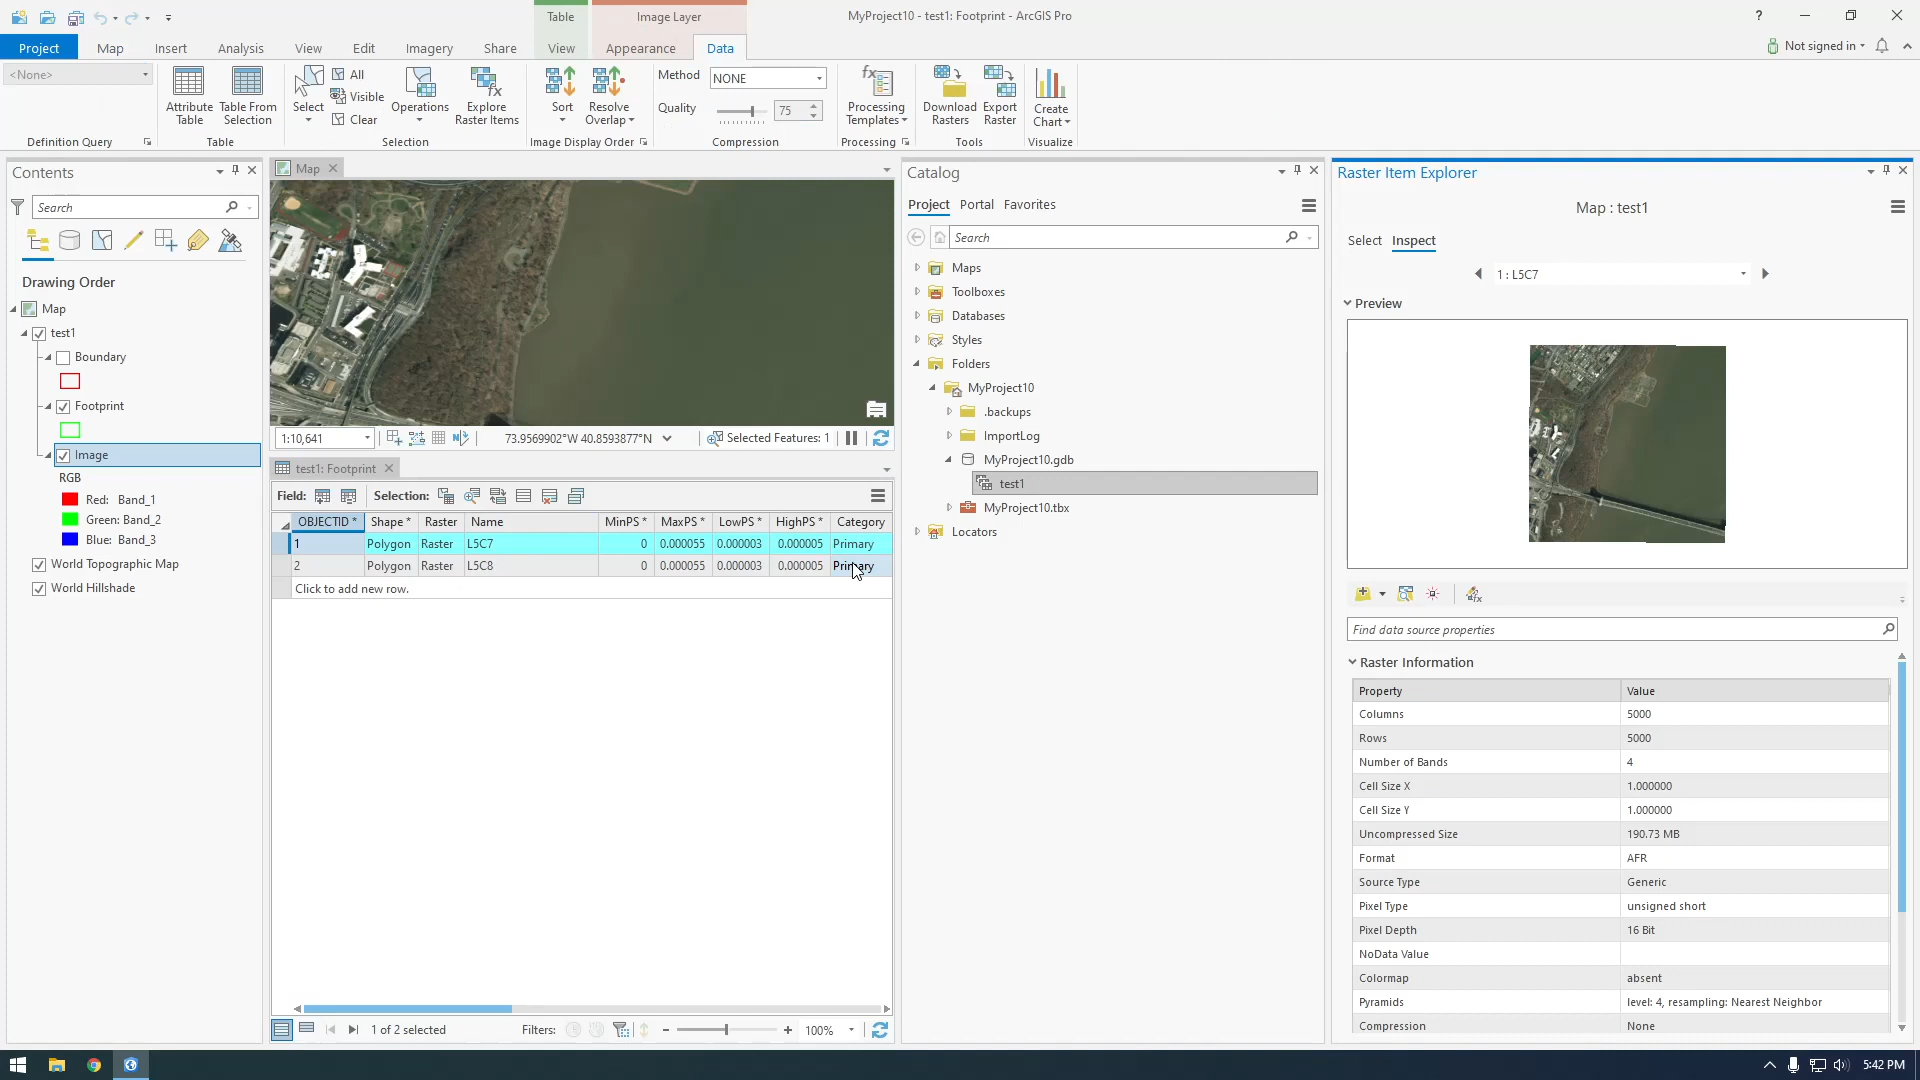 MyProject10 - test1: Footprint - ArcGIS Pro
Table
Image Layer
Project
Map
Insert
Analysis
View
Edit
Imagery
Share
View
Appearance
Data
Not signed in
<None>
Definition Query
Attribute Table
Table From Selection
Table
Select
All
Visible
Clear
Operations
Explore Raster Items
Selection
Sort
Resolve Overlap
Image Display Order
Method
NONE
Quality
75
Compression
Processing Templates
Processing
Download Rasters
Export Raster
Tools
Create Chart
Visualize
Contents
Search
Drawing Order
Map
test1
Boundary
Footprint
Image
RGB
Red: Band_1
Green: Band_2
Blue: Band_3
World Topographic Map
World Hillshade
Map
1:10,641
73.9569902°W 40.8593877°N
Selected Features: 1
test1: Footprint
Field:
Selection:
OBJECTID * Shape * Raster Name MinPS * MaxPS * LowPS * HighPS * Category
1 Polygon Raster L5C7 0 0.000055 0.000003 0.000005 Primary
2 Polygon Raster L5C8 0 0.000055 0.000003 0.000005 Primary
Click to add new row.
1 of 2 selected
Filters:
100%
Catalog
Project Portal Favorites
Search
Maps
Toolboxes
Databases
Styles
Folders
MyProject10
.backups
ImportLog
MyProject10.gdb
test1
MyProject10.tbx
Locators
Raster Item Explorer
Map : test1
Select Inspect
1 : L5C7
Preview
Find data source properties
Raster Information
Property Value
Columns 5000
Rows 5000
Number of Bands 4
Cell Size X 1.000000
Cell Size Y 1.000000
Uncompressed Size 190.73 MB
Format AFR
Source Type Generic
Pixel Type unsigned short
Pixel Depth 16 Bit
NoData Value
Colormap absent
Pyramids level: 4, resampling: Nearest Neighbor
Compression None
5:42 PM